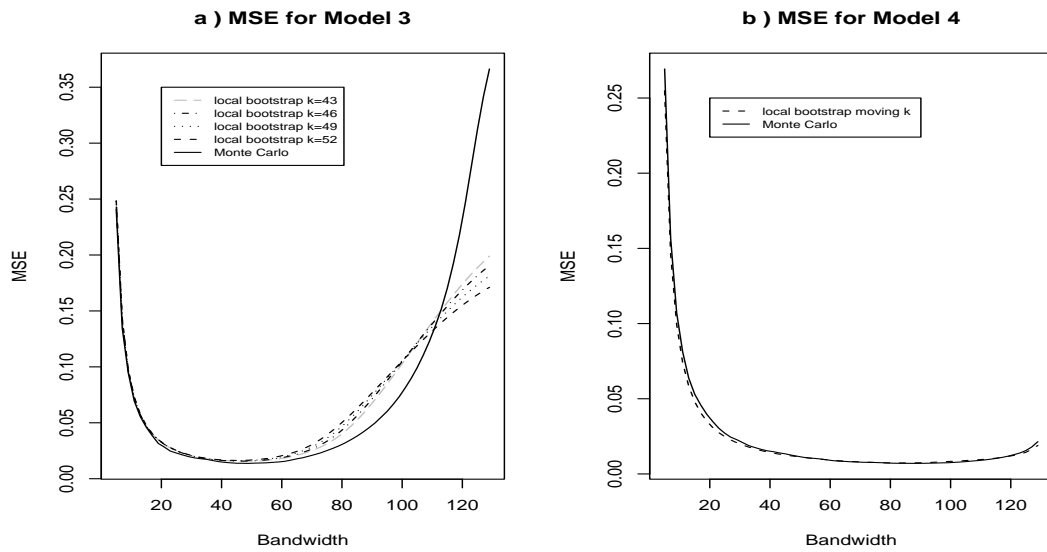 a ) MSE for Model 3
local bootstrap k=43
local bootstrap k=46
local bootstrap k=49
local bootstrap k=52
Monte Carlo
0.35
0.30
0.25
0.20
0.15
0.10
0.05
0.00
MSE
20 40 60 80 100 120
Bandwidth
b ) MSE for Model 4
local bootstrap moving k
Monte Carlo
0.25
0.20
0.15
0.10
0.05
0.00
MSE
20 40 60 80 100 120
Bandwidth